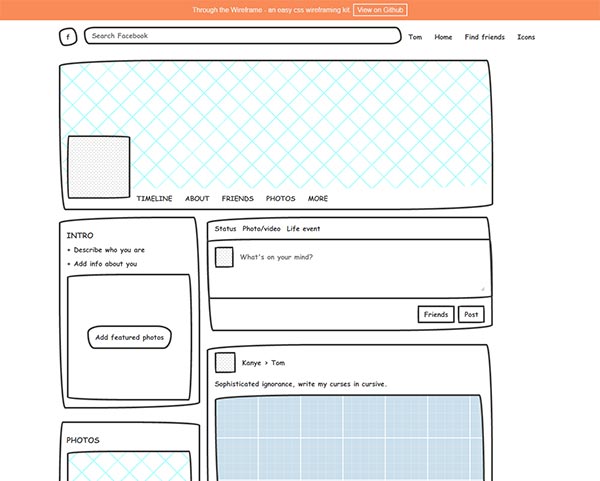 Through the Wireframe - an easy css wireframing kit. View on Github
f Search Facebook Tom Home Find friends Icons
TIMELINE ABOUT FRIENDS PHOTOS MORE
INTRO
+ Describe who you are
+ Add info about you
Add featured photos
PHOTOS
Status Photo/video Life event
What's on your mind?
Friends Post
Kanye > Tom
Sophisticated ignorance, write my curses in cursive.